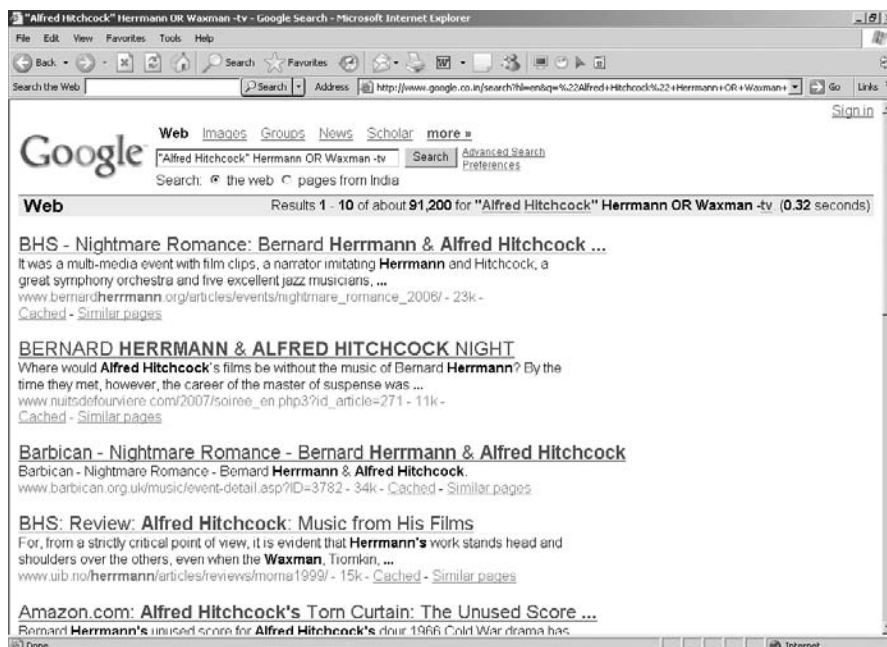 "Alfred Hitchcock" Herrmann OR Waxman -tv - Google Search - Microsoft Internet Explorer
File Edit View Favorites Tools Help
Back Search Favorites
Search the Web Search Address http://www.google.co.in/search?hl=en&q=%22Alfred+Hitchcock%22+Herrmann+OR+Waxman+ Go Links
Sign in
Web Images Groups News Scholar more »
Google "Alfred Hitchcock" Herrmann OR Waxman -tv Search Advanced Search
Preferences
Search: the web pages from India
Web Results 1 - 10 of about 91,200 for "Alfred Hitchcock" Herrmann OR Waxman -tv (0.32 seconds)
BHS - Nightmare Romance: Bernard Herrmann & Alfred Hitchcock ...
It was a multi-media event with film clips, a narrator imitating Herrmann and Hitchcock, a
great symphony orchestra and five excellent jazz musicians, ...
www.bernardherrmann.org/articles/events/nightmare_romance_2006/ - 23k -
Cached - Similar pages
BERNARD HERRMANN & ALFRED HITCHCOCK NIGHT
Where would Alfred Hitchcock's films be without the music of Bernard Herrmann? By the
time they met, however, the career of the master of suspense was ...
www.nuitsdefourviere.com/2007/soiree_en.php3?id_article=271 - 11k -
Cached - Similar pages
Barbican - Nightmare Romance - Bernard Herrmann & Alfred Hitchcock
Barbican - Nightmare Romance - Bernard Herrmann & Alfred Hitchcock.
www.barbican.org.uk/music/event-detail.asp?ID=3782 - 34k - Cached - Similar pages
BHS: Review: Alfred Hitchcock: Music from His Films
For, from a strictly critical point of view, it is evident that Herrmann's work stands head and
shoulders over the others, even when the Waxman, Tiomkin, ...
www.uib.no/herrmann/articles/reviews/moma1999/ - 15k - Cached - Similar pages
Amazon.com: Alfred Hitchcock's Torn Curtain: The Unused Score ...
Bernard Herrmann's unused score for Alfred Hitchcock's dour 1966 Cold War drama has
Done Internet